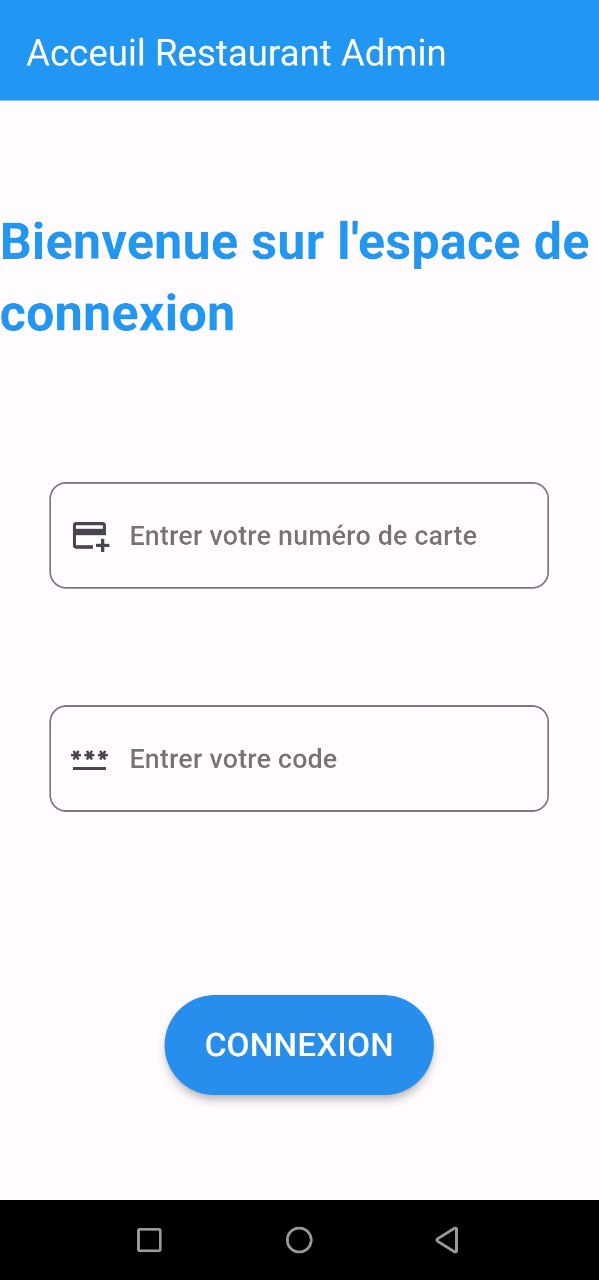 Acceuil Restaurant Admin
Bienvenue sur l'espace de
connexion
Entrer votre numéro de carte
Entrer votre code
CONNEXION